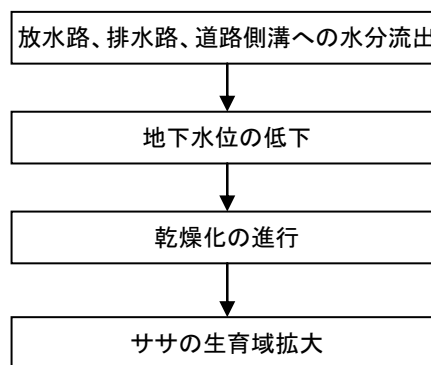 放水路、排水路、道路側溝への水分流出
地下水位の低下
乾燥化の進行
ササの生育域拡大